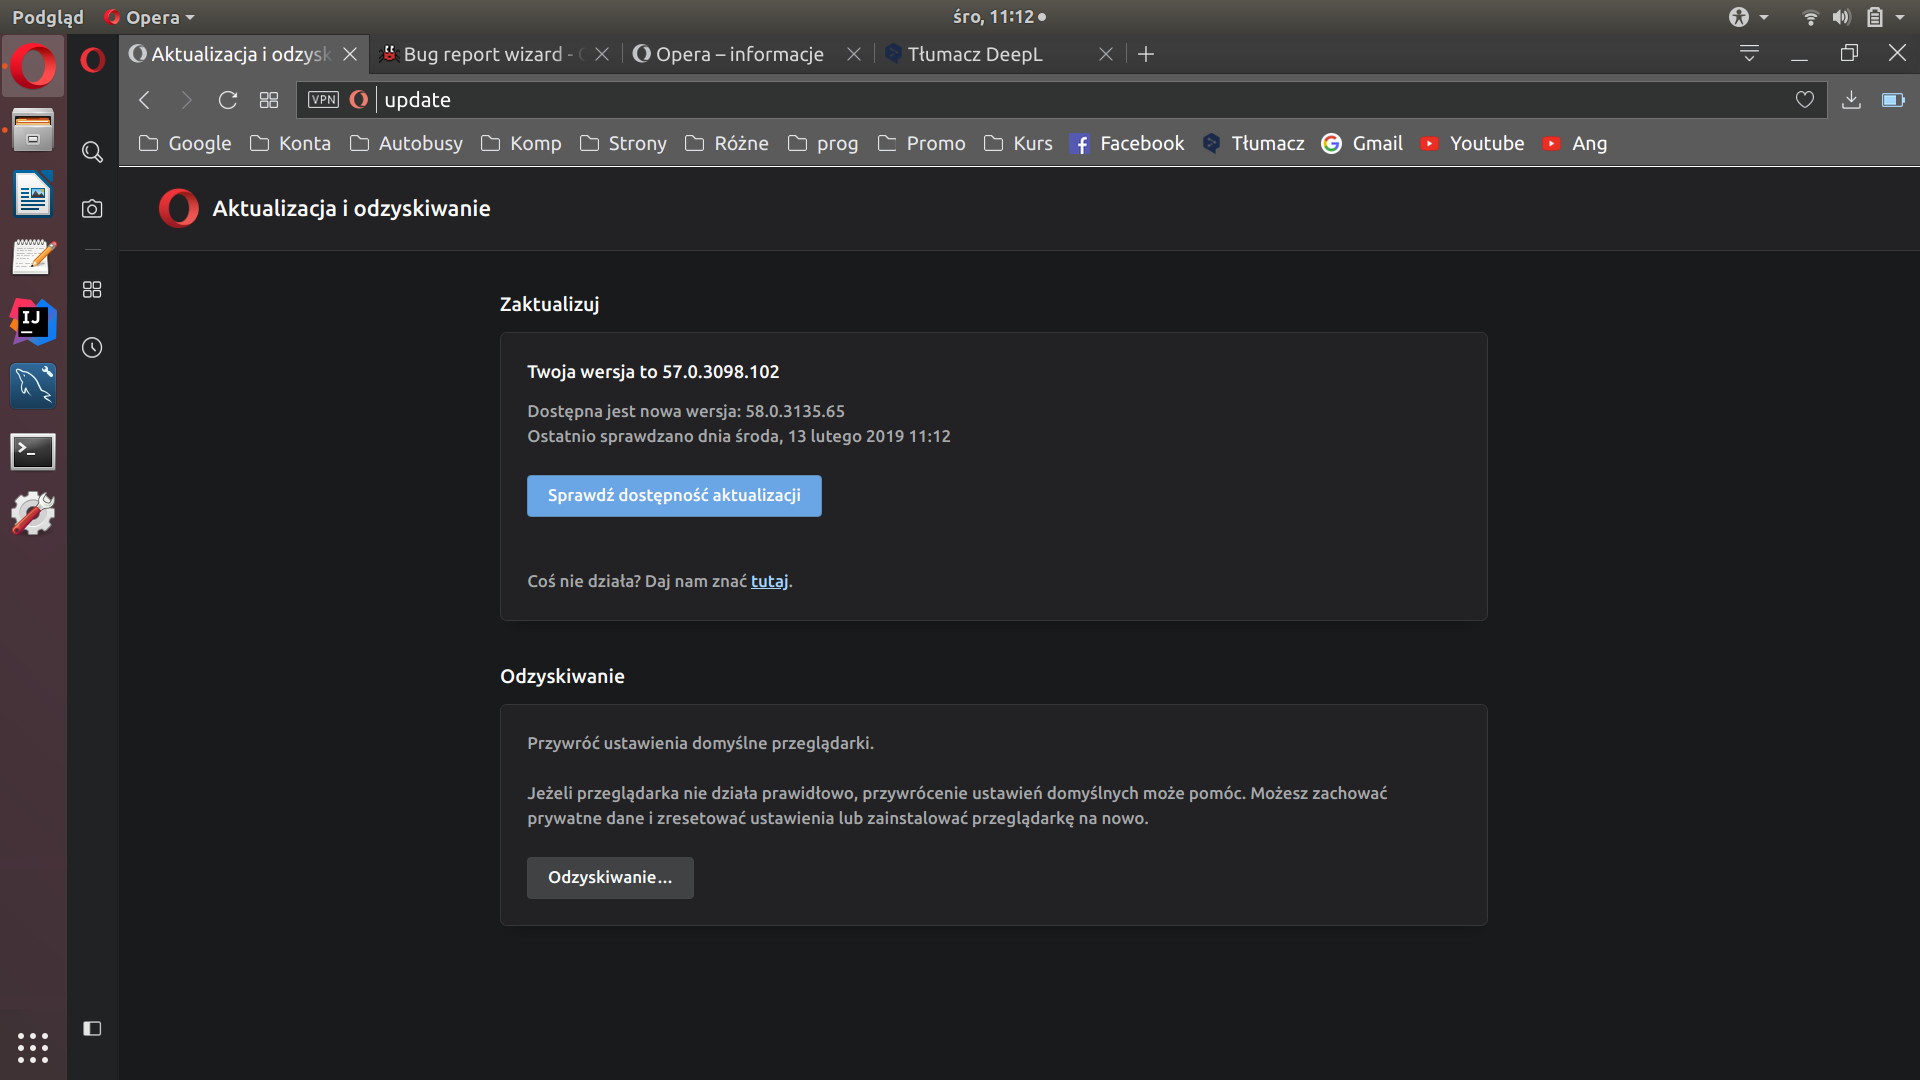 Podgląd Opera śro, 11:12
Aktualizacja i odzysk Bug report wizard - Opera – informacje Tłumacz DeepL
VPN update
Google Konta Autobusy Komp Strony Różne prog Promo Kurs Facebook Tłumacz Gmail Youtube Ang
Aktualizacja i odzyskiwanie
Zaktualizuj
Twoja wersja to 57.0.3098.102
Dostępna jest nowa wersja: 58.0.3135.65
Ostatnio sprawdzano dnia środa, 13 lutego 2019 11:12
Sprawdź dostępność aktualizacji
Coś nie działa? Daj nam znać tutaj.
Odzyskiwanie
Przywróć ustawienia domyślne przeglądarki.
Jeżeli przeglądarka nie działa prawidłowo, przywrócenie ustawień domyślnych może pomóc. Możesz zachować
prywatne dane i zresetować ustawienia lub zainstalować przeglądarkę na nowo.
Odzyskiwanie...
IJ